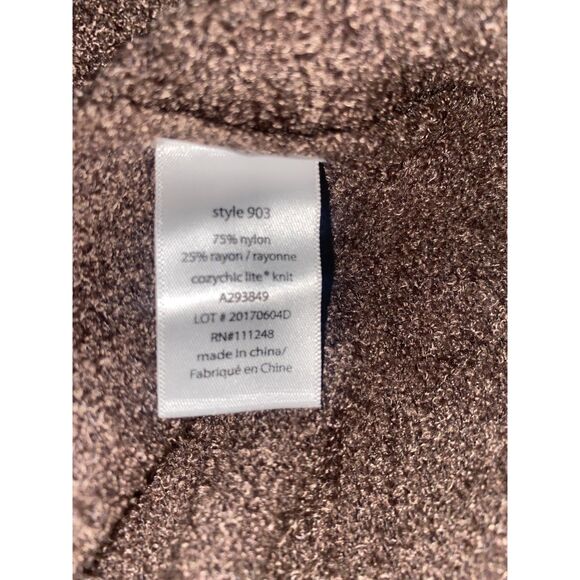 style 903
75% nylon
25% rayon / rayonne
cozychic lite® knit
A293849
LOT # 20170604D
RN#111248
made in china/
Fabriqué en Chine